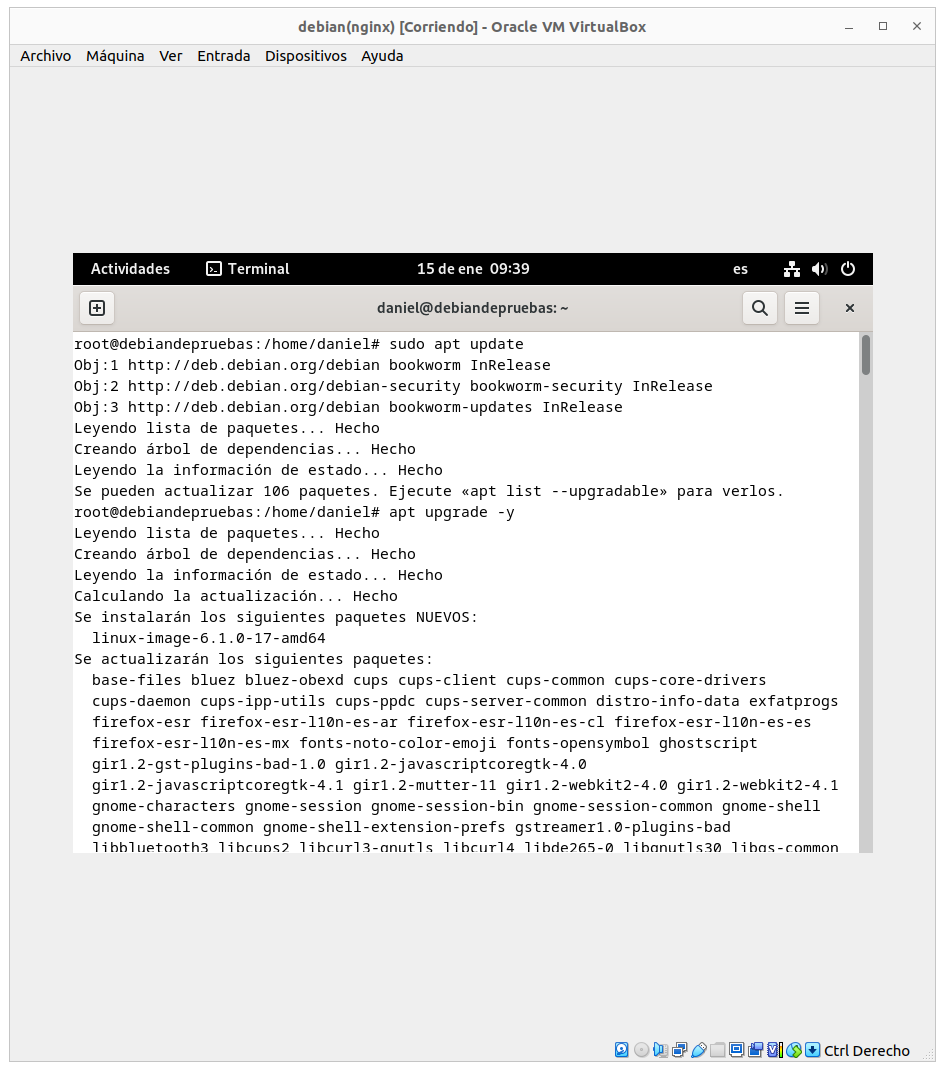 debian(nginx) [Corriendo] - Oracle VM VirtualBox
Archivo Máquina Ver Entrada Dispositivos Ayuda
Actividades Terminal 15 de ene 09:39 es
daniel@debiandepruebas: ~
root@debiandepruebas:/home/daniel# sudo apt update
Obj:1 http://deb.debian.org/debian bookworm InRelease
Obj:2 http://deb.debian.org/debian-security bookworm-security InRelease
Obj:3 http://deb.debian.org/debian bookworm-updates InRelease
Leyendo lista de paquetes... Hecho
Creando árbol de dependencias... Hecho
Leyendo la información de estado... Hecho
Se pueden actualizar 106 paquetes. Ejecute «apt list --upgradable» para verlos.
root@debiandepruebas:/home/daniel# apt upgrade -y
Leyendo lista de paquetes... Hecho
Creando árbol de dependencias... Hecho
Leyendo la información de estado... Hecho
Calculando la actualización... Hecho
Se instalarán los siguientes paquetes NUEVOS:
linux-image-6.1.0-17-amd64
Se actualizarán los siguientes paquetes:
base-files bluez bluez-obexd cups cups-client cups-common cups-core-drivers
cups-daemon cups-ipp-utils cups-ppdc cups-server-common distro-info-data exfatprogs
firefox-esr firefox-esr-l10n-es-ar firefox-esr-l10n-es-cl firefox-esr-l10n-es-es
firefox-esr-l10n-es-mx fonts-noto-color-emoji fonts-opensymbol ghostscript
gir1.2-gst-plugins-bad-1.0 gir1.2-javascriptcoregtk-4.0
gir1.2-javascriptcoregtk-4.1 gir1.2-mutter-11 gir1.2-webkit2-4.0 gir1.2-webkit2-4.1
gnome-characters gnome-session gnome-session-bin gnome-session-common gnome-shell
gnome-shell-common gnome-shell-extension-prefs gstreamer1.0-plugins-bad
libbluetooth3 libcups2 libcurl3-gnutls libcurl4 libde265-0 libgnutls30 libgs-common
Ctrl Derecho